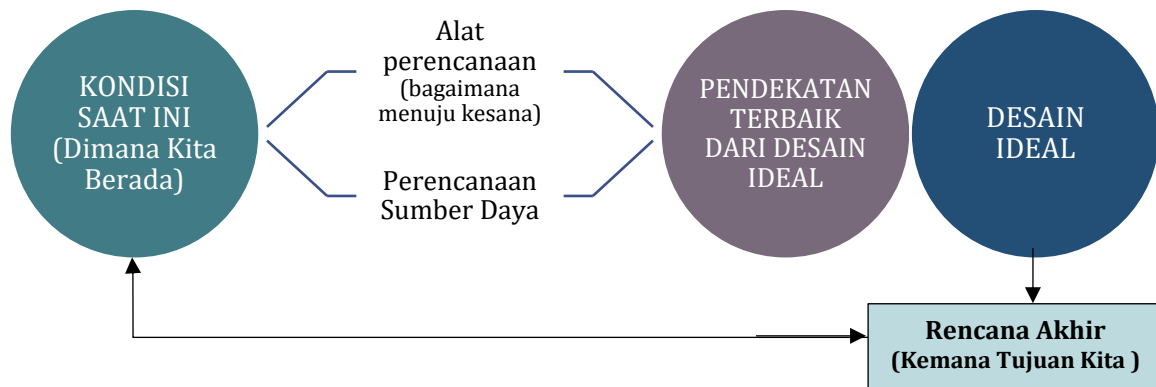 KONDISI
SAAT INI
(Dimana Kita
Berada)
Alat
perencanaan
(bagaimana
menuju kesana)
Perencanaan
Sumber Daya
PENDEKATAN
TERBAIK
DARI DESAIN
IDEAL
DESAIN
IDEAL
Rencana Akhir
(Kemana Tujuan Kita )